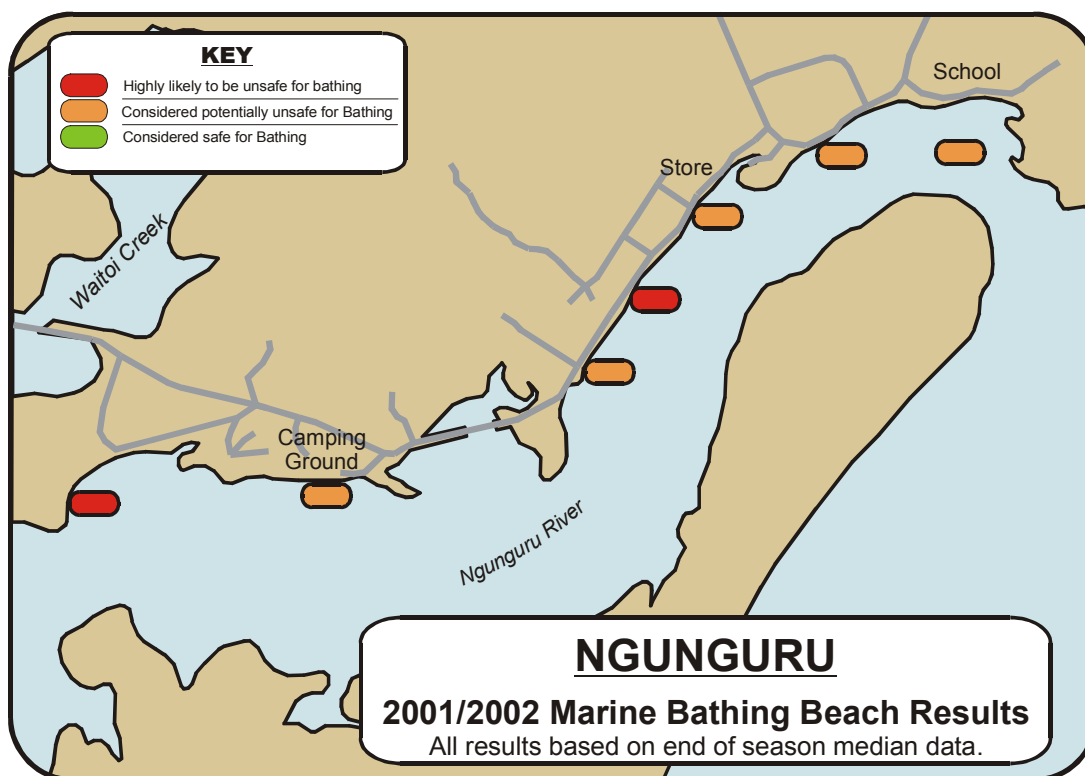 KEY
Highly likely to be unsafe for bathing
Considered potentially unsafe for Bathing
Considered safe for Bathing
School
Store
Waitoi Creek
Camping
Ground
Ngunguru River
NGUNGURU
2001/2002 Marine Bathing Beach Results
All results based on end of season median data.